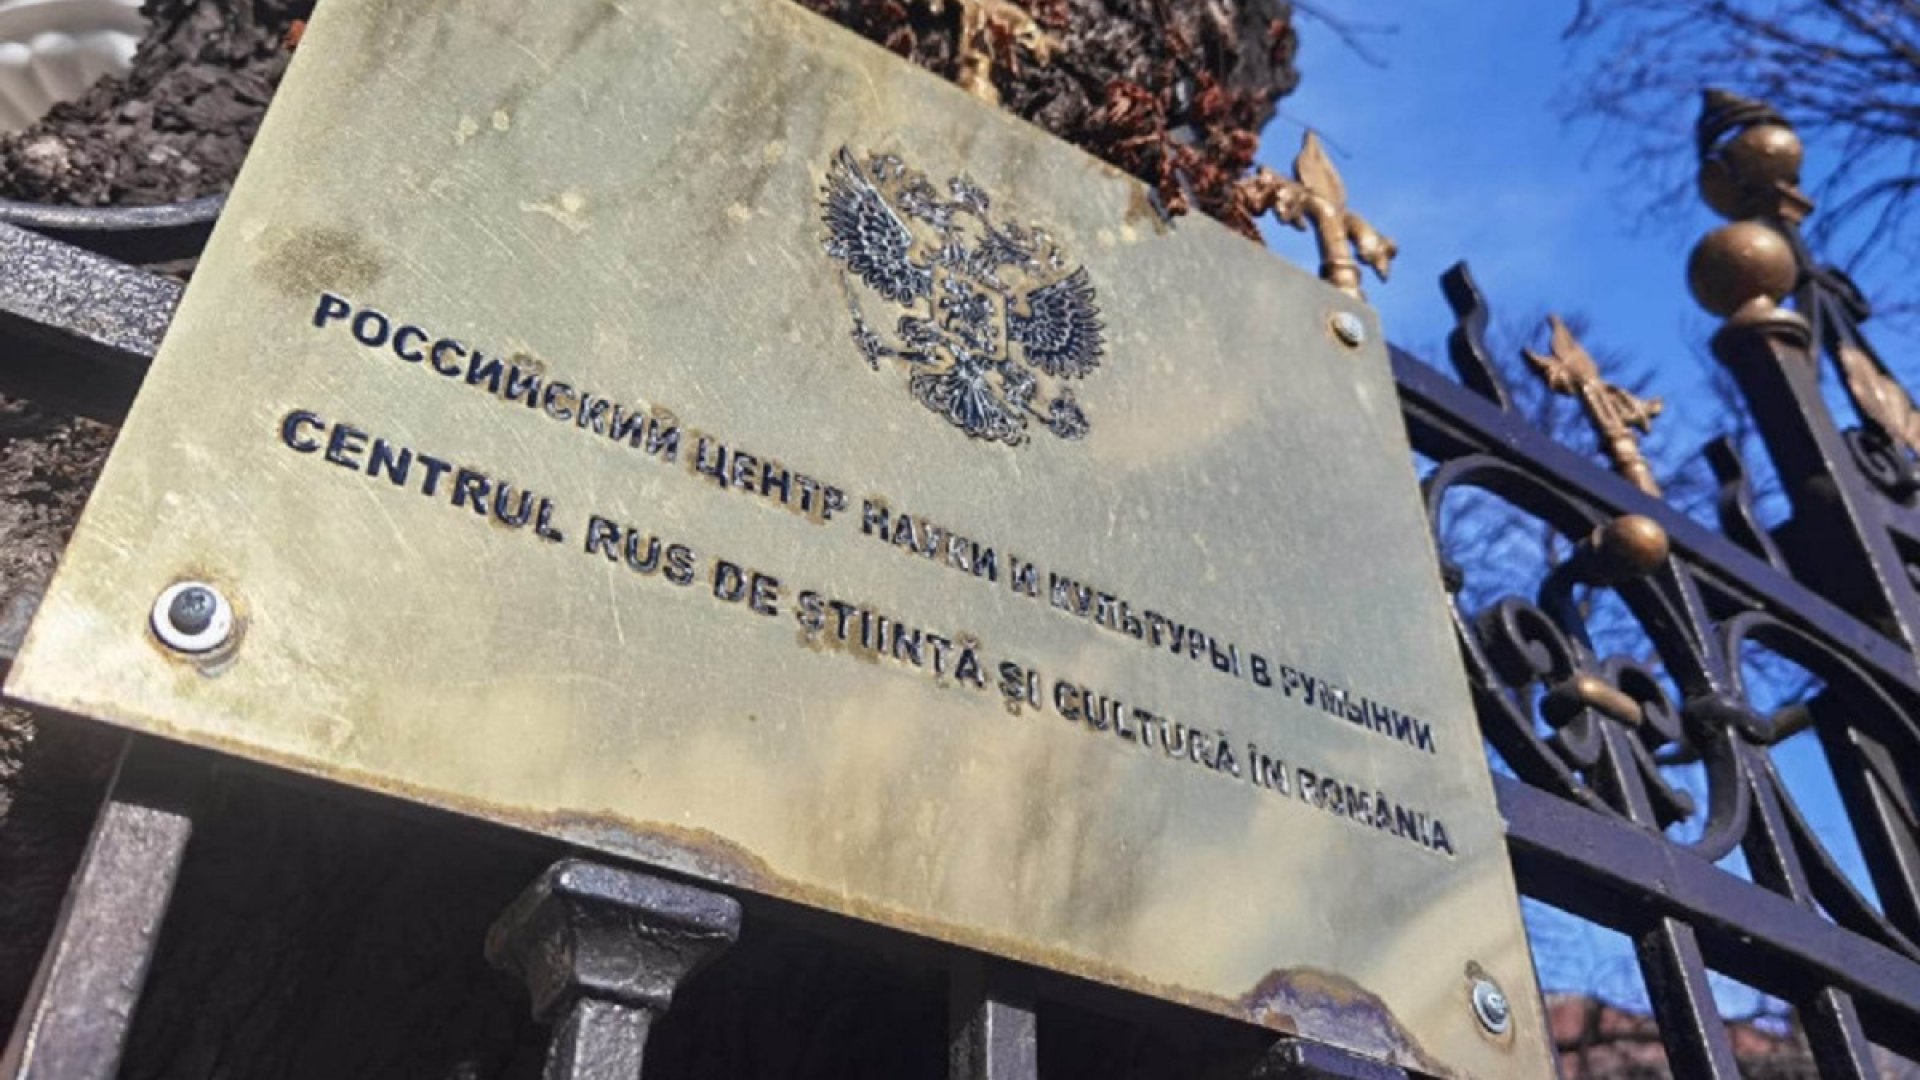 РОССИЙСКИЙ ЦЕНТР НАУКИ И КУЛЬТУРЫ В РУМЫНИИ
CENTRUL RUS DE ȘTIINȚĂ ȘI CULTURĂ ÎN ROMÂNIA